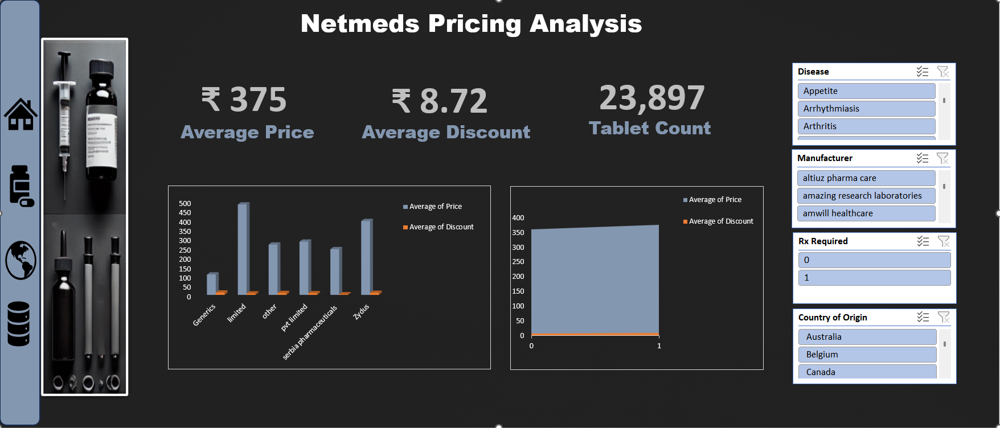 Netmeds Pricing Analysis
₹ 375
Average Price
₹ 8.72
Average Discount
23,897
Tablet Count
500
450
400
350
300
250
200
150
100
50
0
Generics
limited
other
pvt limited
serbia pharmaceuticals
Zydus
Average of Price
Average of Discount
400
350
300
250
200
150
100
50
0
0
1
Average of Price
Average of Discount
Disease
Appetite
Arrhythmiasis
Arthritis
Manufacturer
altiuz pharma care
amazing research laboratories
amwill healthcare
Rx Required
0
1
Country of Origin
Australia
Belgium
Canada